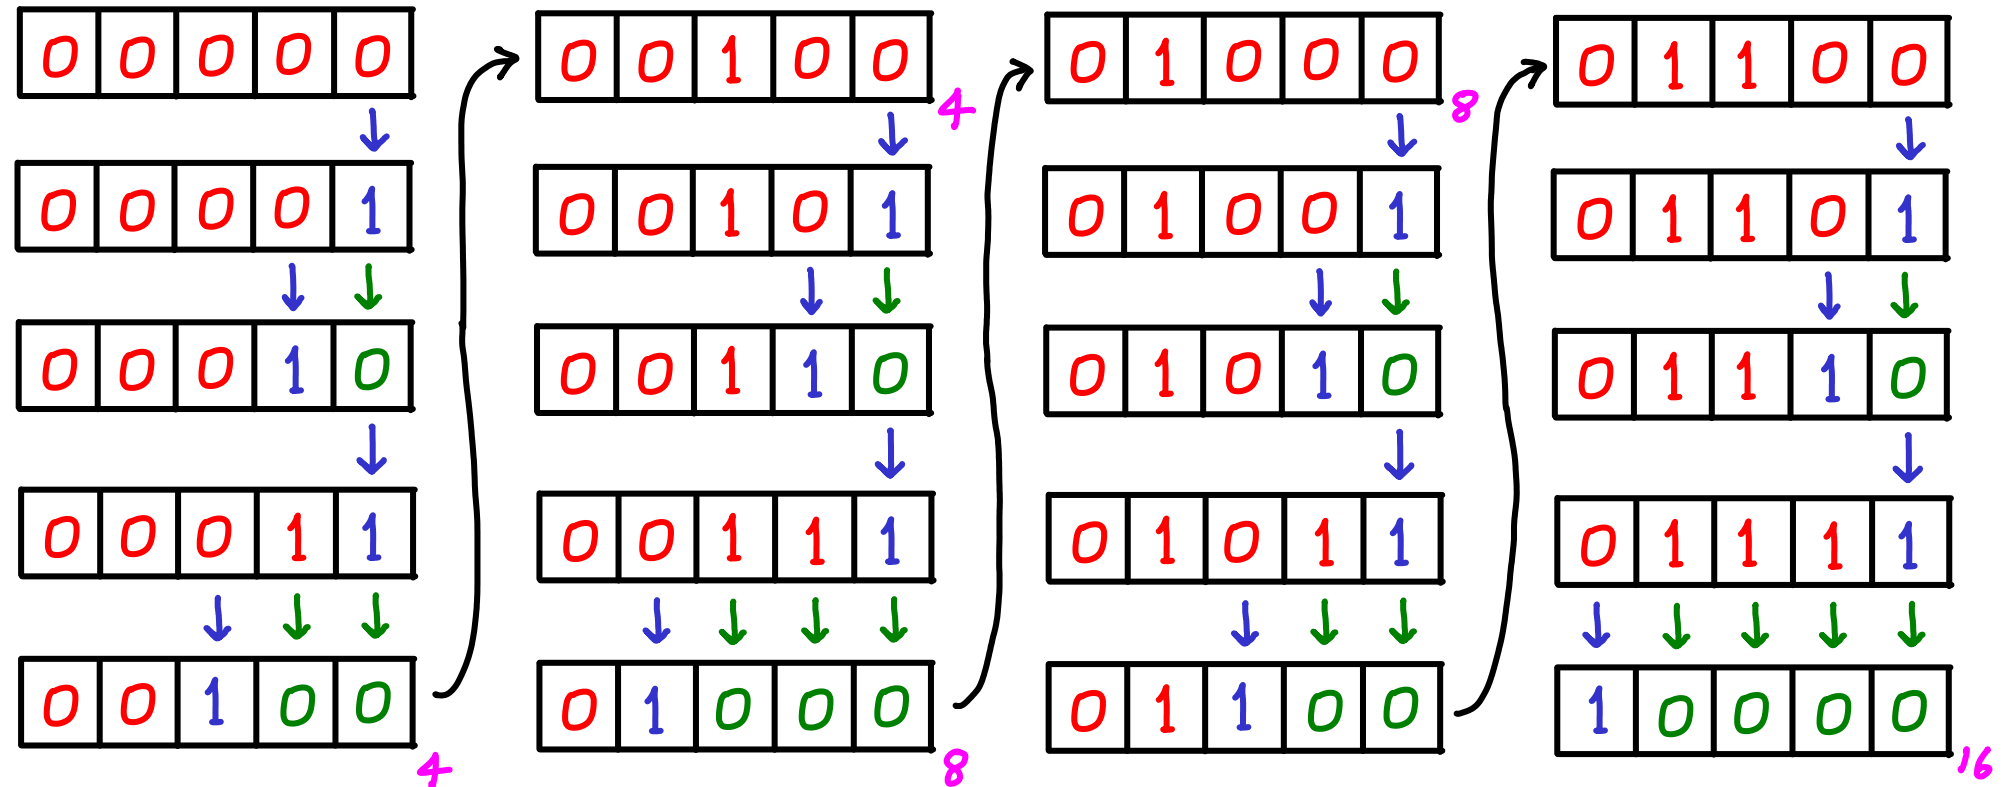 0 0 0 0 0
0 0 0 0 1
0 0 0 1 0
0 0 0 1 1
0 0 1 0 0
4
0 0 1 0 0
4
0 0 1 0 1
0 0 1 1 0
0 0 1 1 1
0 1 0 0 0
8
0 1 0 0 0
8
0 1 0 0 1
0 1 0 1 0
0 1 0 1 1
0 1 1 0 0
0 1 1 0 0
0 1 1 0 1
0 1 1 1 0
0 1 1 1 1
1 0 0 0 0
16